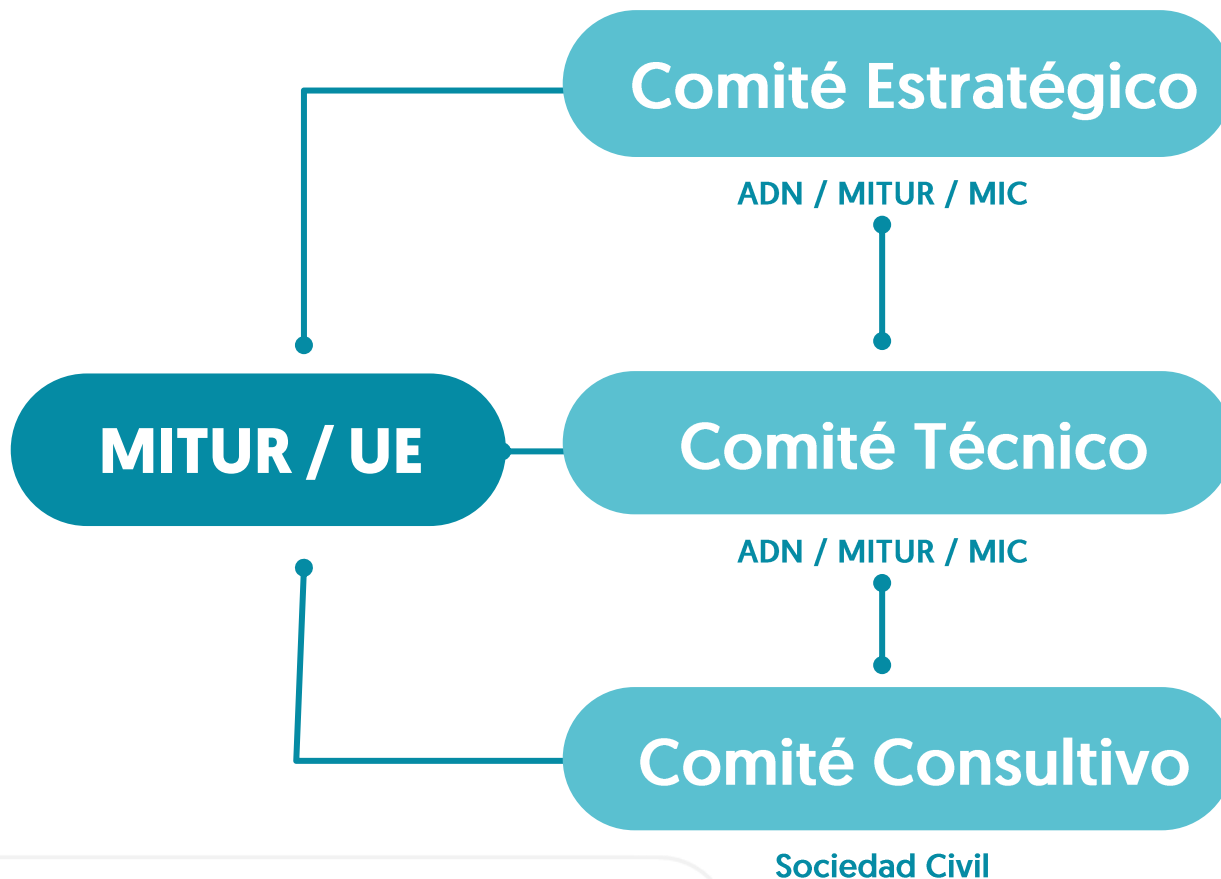 Comité Estratégico
ADN / MITUR / MIC
MITUR / UE
Comité Técnico
ADN / MITUR / MIC
Comité Consultivo
Sociedad Civil